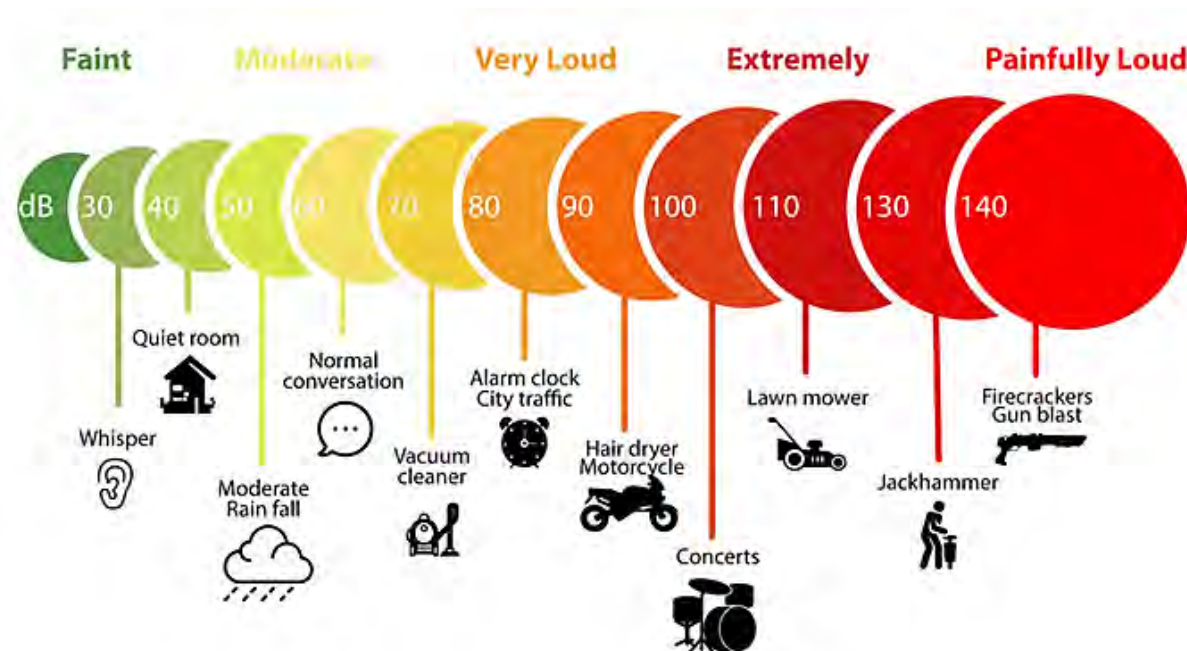 Faint Moderate Very Loud Extremely Painfully Loud
dB 30 40 50 60 70 80 90 100 110 130 140
Quiet room
Whisper
Moderate
Rain fall
Normal
conversation
Vacuum
cleaner
Alarm clock
City traffic
Hair dryer
Motorcycle
Concerts
Lawn mower
Jackhammer
Firecrackers
Gun blast